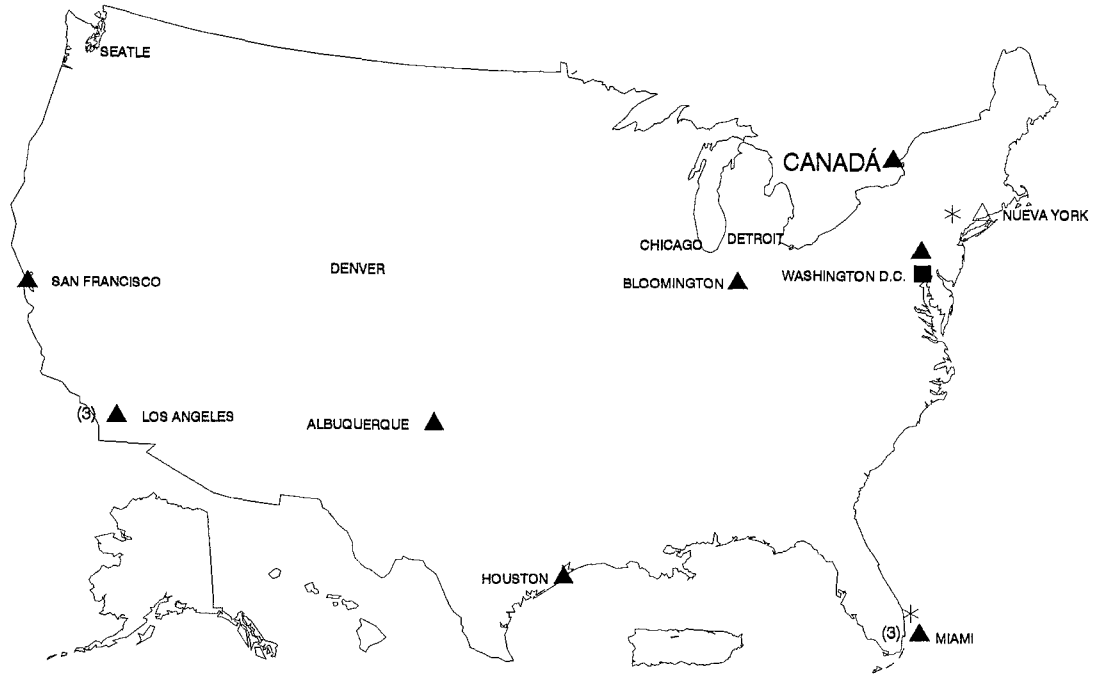 SEATLE
CANADÁ
* NUEVA YORK
CHICAGO
DETROIT
DENVER
SAN FRANCISCO
BLOOMINGTON
WASHINGTON D.C.
(3) LOS ANGELES
ALBUQUERQUE
HOUSTON
*
(3) MIAMI